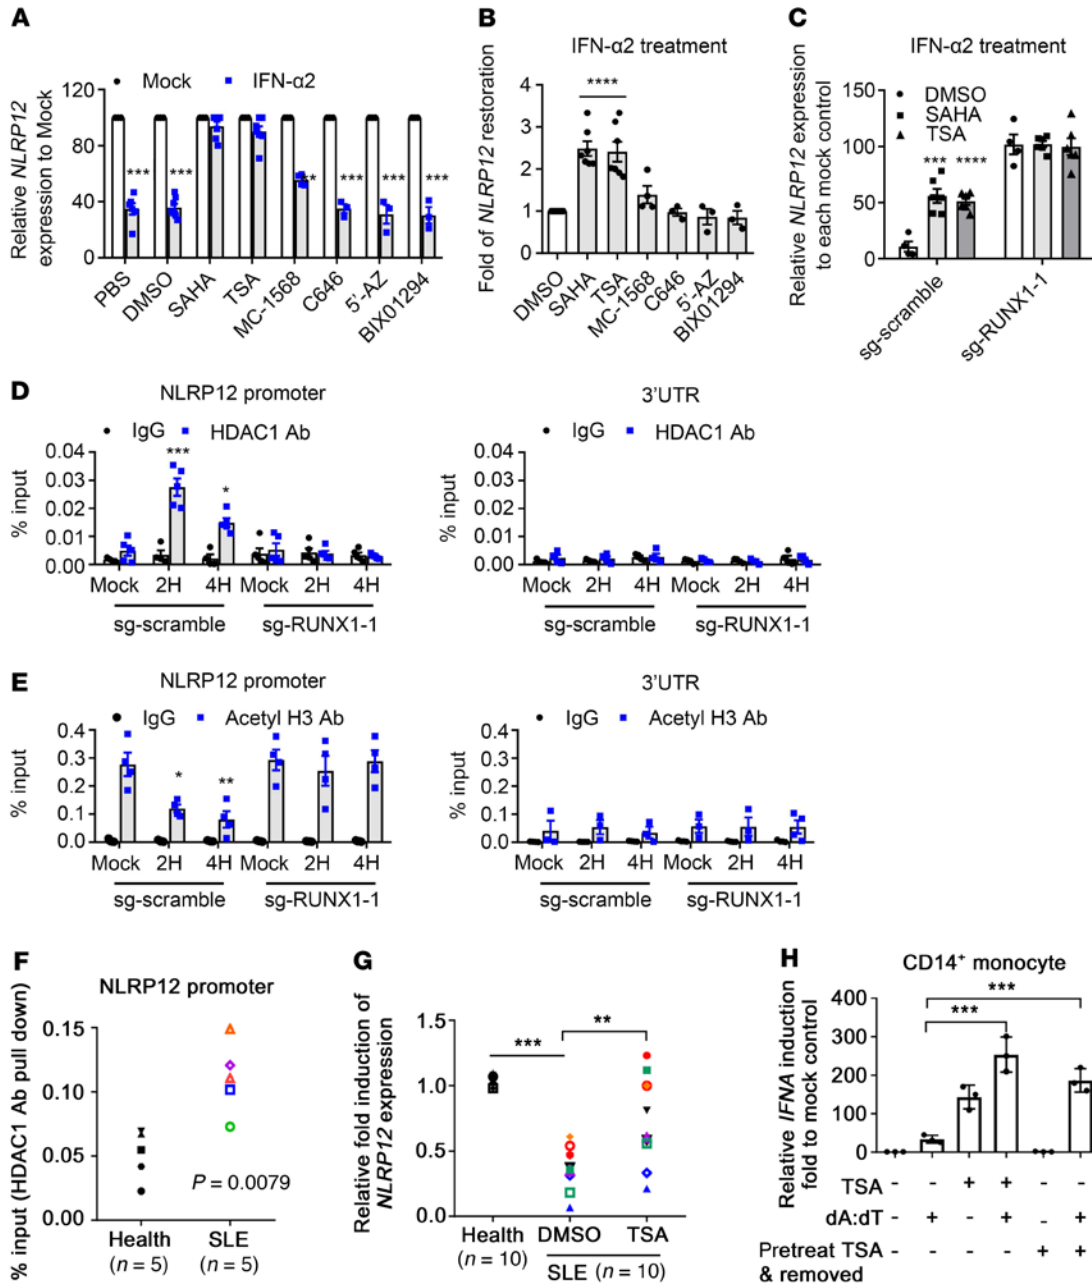 A
Mock IFN-α2
Relative NLRP12
expression to Mock
120
80
40
0
*** *** ** *** *** ***
PBS
DMSO
SAHA
TSA
MC-1568
C646
5'-AZ
BIX01294
B
IFN-α2 treatment
Fold of NLRP12 restoration
4
3
2
1
0
****
DMSO
SAHA
TSA
MC-1568
C646
5'-AZ
BIX01294
C
IFN-α2 treatment
Relative NLRP12 expression
to each mock control
150
100
50
0
DMSO
SAHA
TSA
*** ****
sg-scramble
sg-RUNX1-1
D
NLRP12 promoter
IgG HDAC1 Ab
% input
0.04
0.03
0.02
0.01
0.00
***
*
Mock 2H 4H Mock 2H 4H
sg-scramble sg-RUNX1-1
3'UTR
IgG HDAC1 Ab
% input
0.04
0.03
0.02
0.01
0.00
Mock 2H 4H Mock 2H 4H
sg-scramble sg-RUNX1-1
E
NLRP12 promoter
IgG Acetyl H3 Ab
% input
0.4
0.3
0.2
0.1
0.0
* **
Mock 2H 4H Mock 2H 4H
sg-scramble sg-RUNX1-1
3'UTR
IgG Acetyl H3 Ab
% input
0.4
0.3
0.2
0.1
0.0
Mock 2H 4H Mock 2H 4H
sg-scramble sg-RUNX1-1
F
NLRP12 promoter
% input (HDAC1 Ab pull down)
0.15
0.10
0.05
0.00
P = 0.0079
Health SLE
(n = 5) (n = 5)
G
Relative fold induction of
NLRP12 expression
1.5
1.0
0.5
0.0
*** **
Health DMSO TSA
(n = 10) SLE (n = 10)
H
CD14+ monocyte
Relative IFNA induction
fold to mock control
400
300
200
100
0
***
***
TSA - - + + - -
dA:dT - + - + - +
Pretreat TSA
& removed - - - - + +